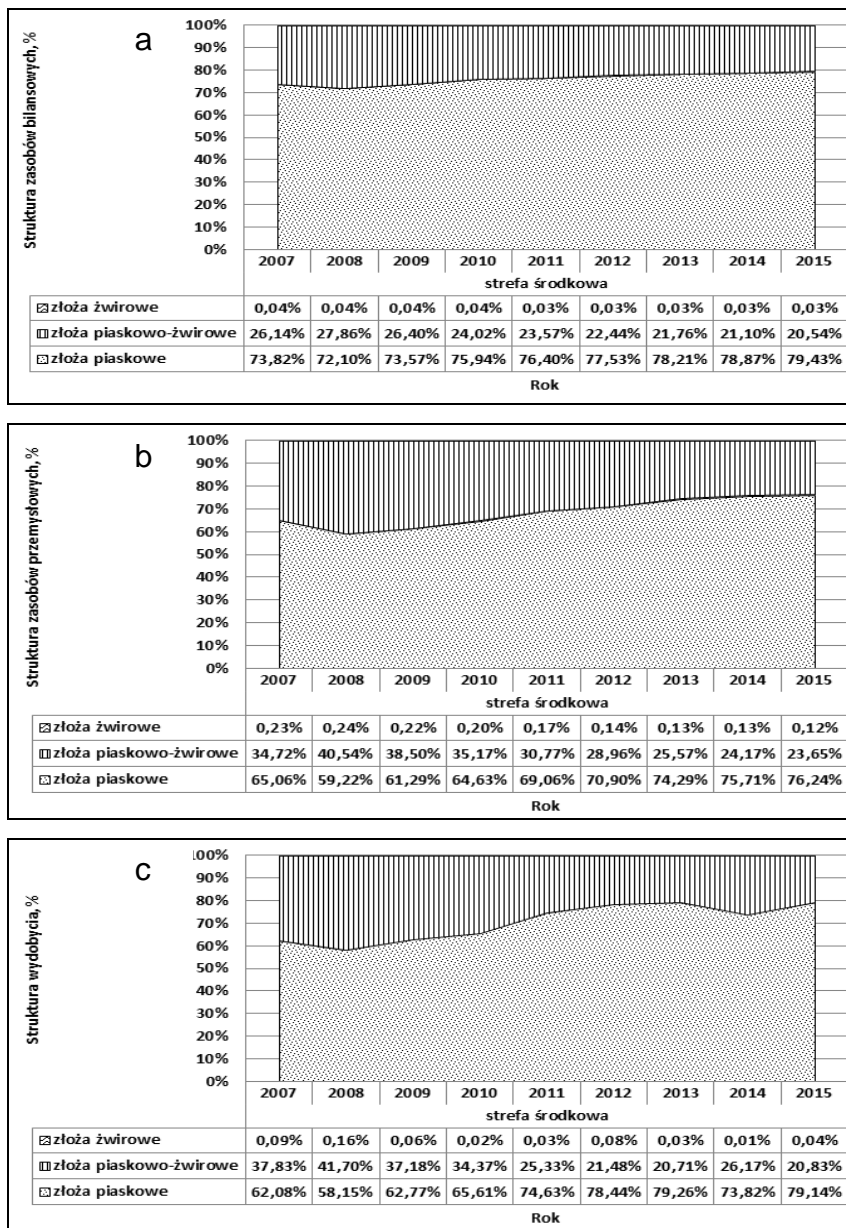 a
Struktura zasobów bilansowych, %
100%
90%
80%
70%
60%
50%
40%
30%
20%
10%
0%
2007 2008 2009 2010 2011 2012 2013 2014 2015
strefa środkowa
złoża żwirowe 0,04% 0,04% 0,04% 0,04% 0,03% 0,03% 0,03% 0,03% 0,03%
złoża piaskowo-żwirowe 26,14% 27,86% 26,40% 24,02% 23,57% 22,44% 21,76% 21,10% 20,54%
złoża piaskowe 73,82% 72,10% 73,57% 75,94% 76,40% 77,53% 78,21% 78,87% 79,43%
Rok
b
Struktura zasobów przemysłowych, %
100%
90%
80%
70%
60%
50%
40%
30%
20%
10%
0%
2007 2008 2009 2010 2011 2012 2013 2014 2015
strefa środkowa
złoża żwirowe 0,23% 0,24% 0,22% 0,20% 0,17% 0,14% 0,13% 0,13% 0,12%
złoża piaskowo-żwirowe 34,72% 40,54% 38,50% 35,17% 30,77% 28,96% 25,57% 24,17% 23,65%
złoża piaskowe 65,06% 59,22% 61,29% 64,63% 69,06% 70,90% 74,29% 75,71% 76,24%
Rok
c
Struktura wydobycia, %
100%
90%
80%
70%
60%
50%
40%
30%
20%
10%
0%
2007 2008 2009 2010 2011 2012 2013 2014 2015
strefa środkowa
złoża żwirowe 0,09% 0,16% 0,06% 0,02% 0,03% 0,08% 0,03% 0,01% 0,04%
złoża piaskowo-żwirowe 37,83% 41,70% 37,18% 34,37% 25,33% 21,48% 20,71% 26,17% 20,83%
złoża piaskowe 62,08% 58,15% 62,77% 65,61% 74,63% 78,44% 79,26% 73,82% 79,14%
Rok